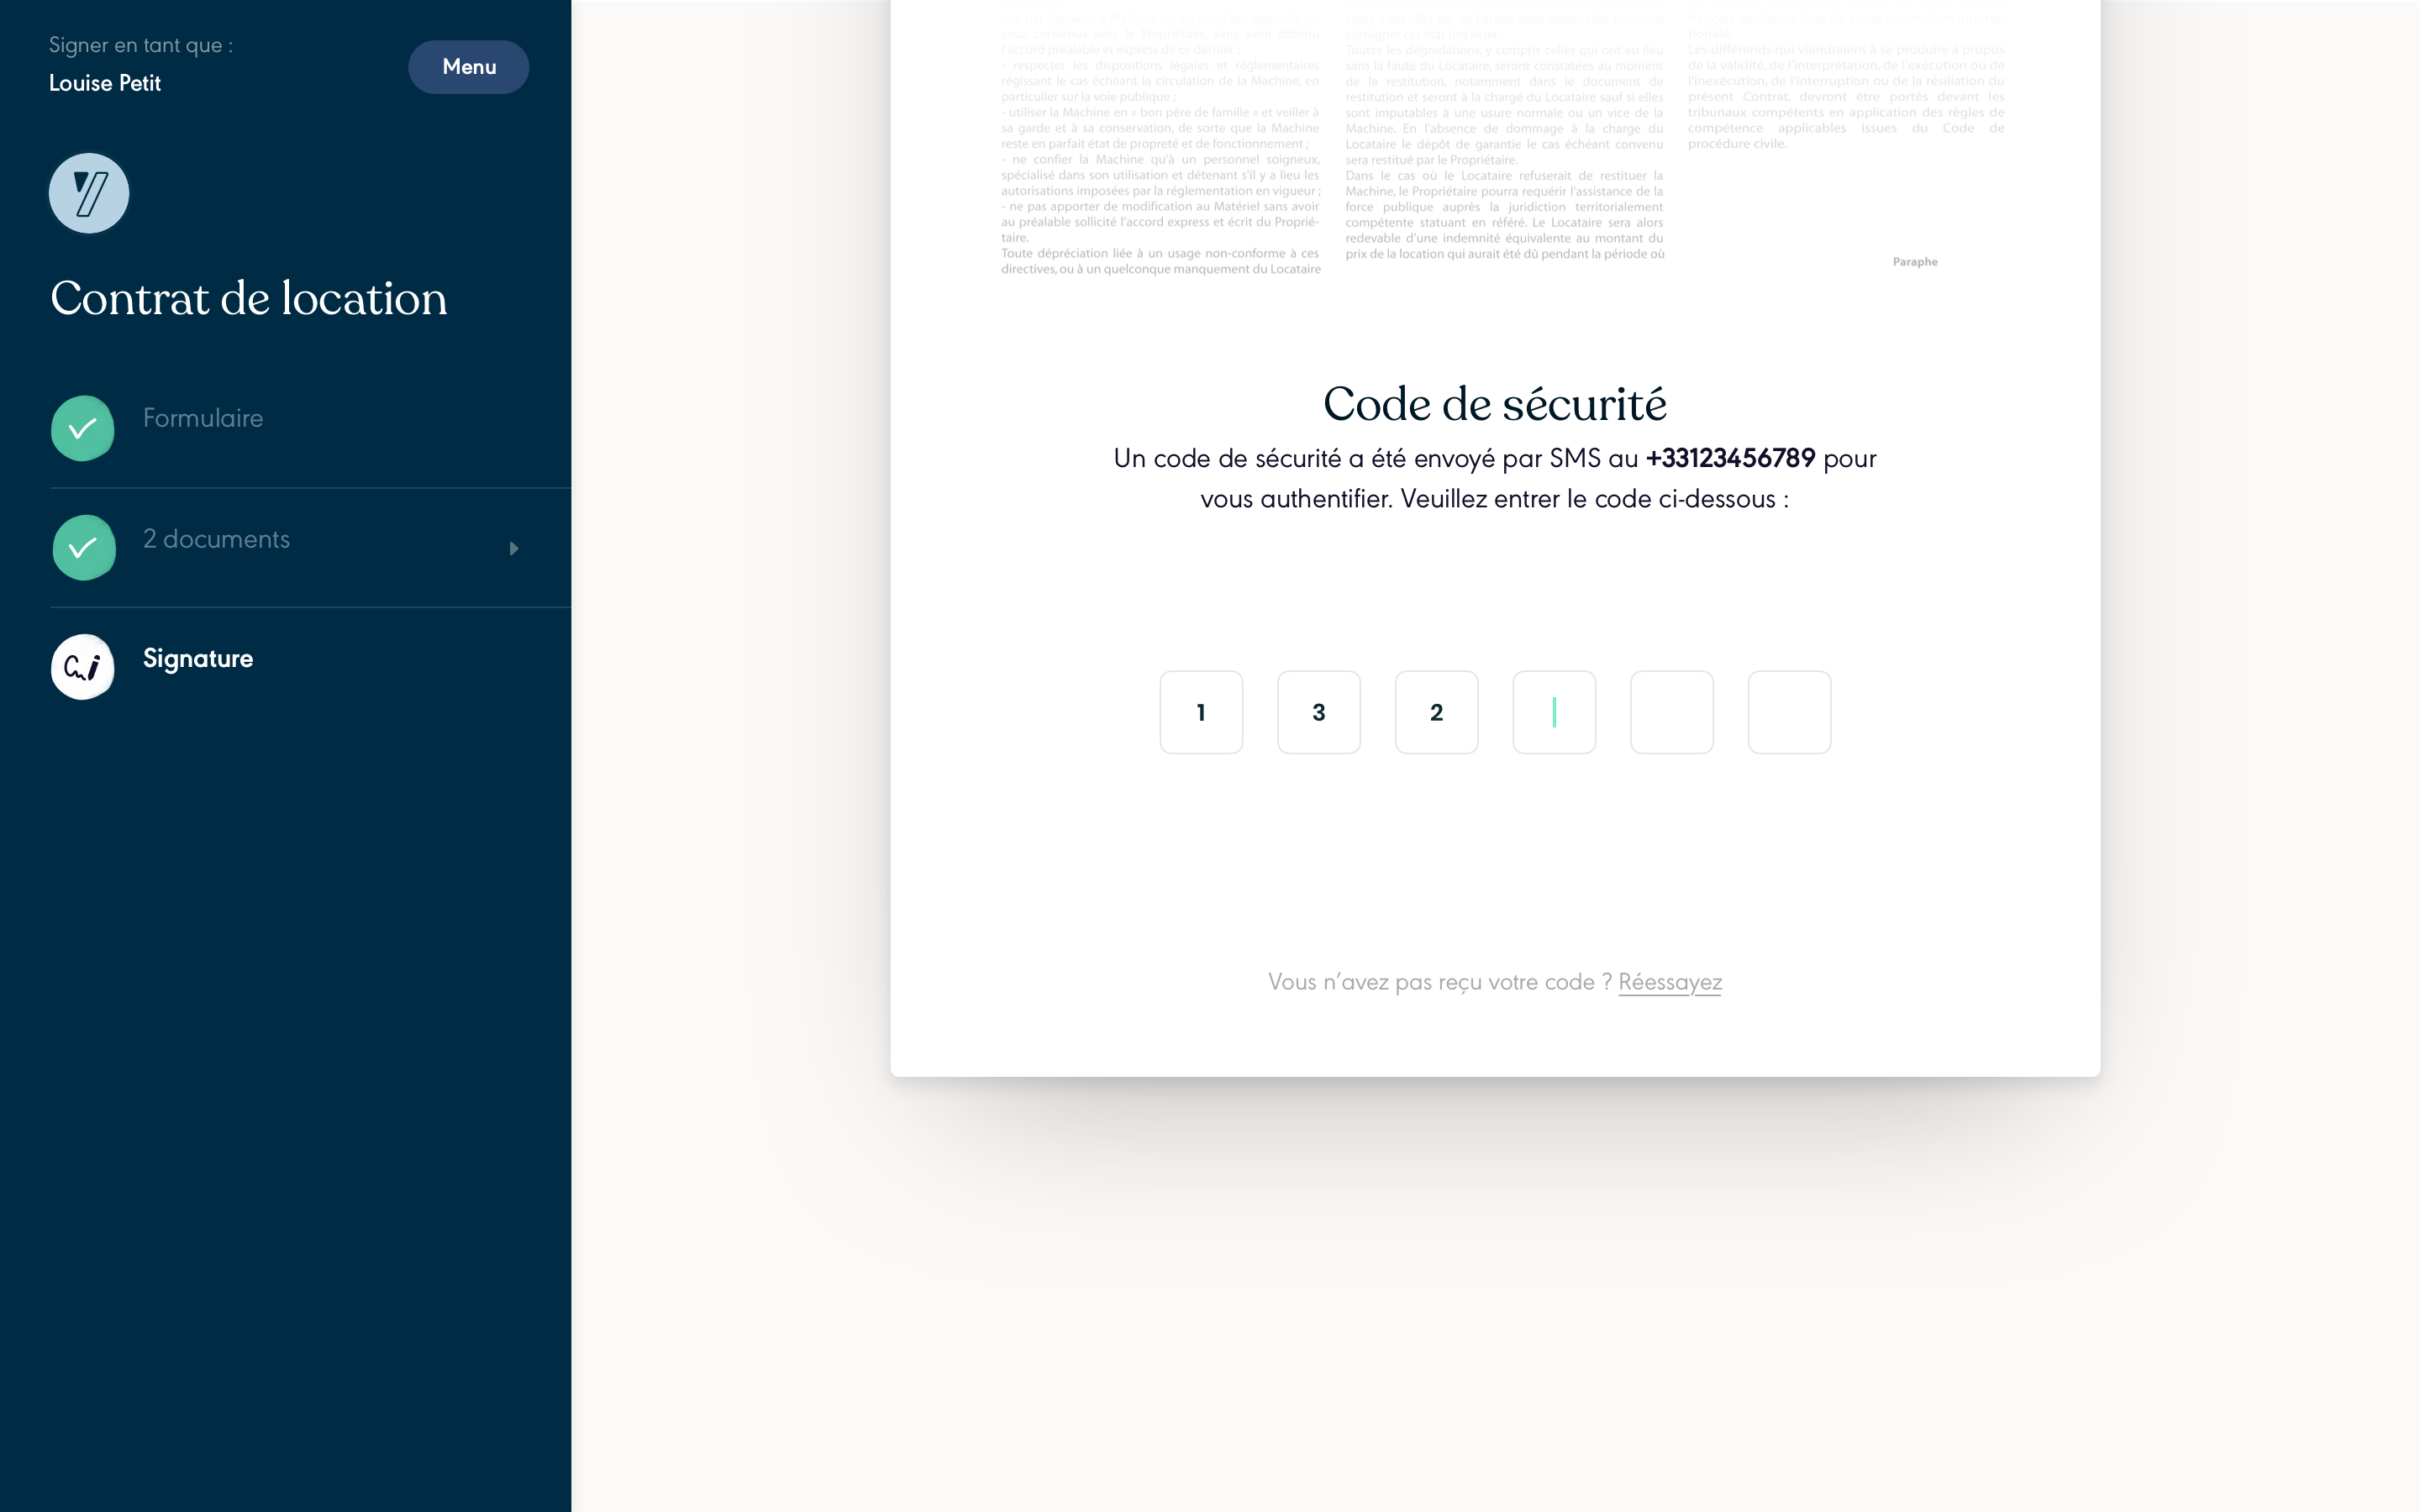 Signer en tant que :
Louise Petit
Menu
Contrat de location
Formulaire
2 documents
Signature
ceux convenus avec le Propriétaire, sans avoir obtenu
l'accord préalable et express de ce dernier ;
- respecter les dispositions légales et réglementaires
régissant le cas échéant la circulation de la Machine, en
particulier sur la voie publique ;
- utiliser la Machine en « bon père de famille » et veiller à
sa garde et à sa conservation, de sorte que la Machine
reste en parfait état de propreté et de fonctionnement ;
- ne confier la Machine qu'à un personnel soigneux,
spécialisé dans son utilisation et détenant s'il y a lieu les
autorisations imposées par la réglementation en vigueur ;
- ne pas apporter de modification au Matériel sans avoir
au préalable sollicité l'accord express et écrit du Proprié-
taire.
Toute dépréciation liée à un usage non-conforme à ces
directives, ou à un quelconque manquement du Locataire
consigner cet état des lieux.
Toutes les dégradations, y compris celles qui ont eu lieu
sans la faute du Locataire, seront constatées au moment
de la restitution, notamment dans le document de
restitution et seront à la charge du Locataire sauf si elles
sont imputables à une usure normale ou un vice de la
Machine. En l'absence de dommage à la charge du
Locataire le dépôt de garantie le cas échéant convenu
sera restitué par le Propriétaire.
Dans le cas où le Locataire refuserait de restituer la
Machine, le Propriétaire pourra requérir l'assistance de la
force publique auprès la juridiction territorialement
compétente statuant en référé. Le Locataire sera alors
redevable d'une indemnité équivalente au montant du
prix de la location qui aurait été dû pendant la période où
Les différends qui viendraient à se produire à propos
de la validité, de l'interprétation, de l'exécution ou de
l'inexécution, de l'interruption ou de la résiliation du
présent Contrat, devront être portés devant les
tribunaux compétents en application des règles de
compétence applicables issues du Code de
procédure civile.
Paraphe
Code de sécurité
Un code de sécurité a été envoyé par SMS au +33123456789 pour
vous authentifier. Veuillez entrer le code ci-dessous :
1 3 2
Vous n'avez pas reçu votre code ? Réessayez